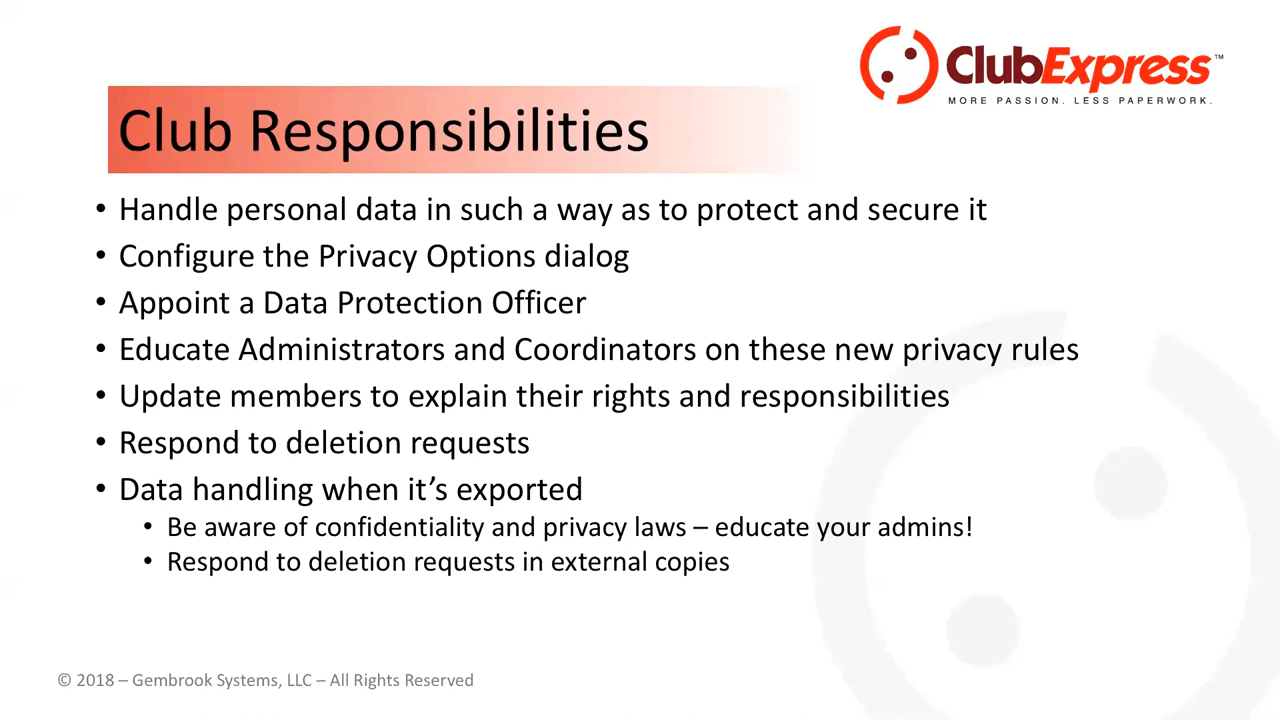 ClubExpress™
MORE PASSION. LESS PAPERWORK.
Club Responsibilities
• Handle personal data in such a way as to protect and secure it
• Configure the Privacy Options dialog
• Appoint a Data Protection Officer
• Educate Administrators and Coordinators on these new privacy rules
• Update members to explain their rights and responsibilities
• Respond to deletion requests
• Data handling when it’s exported
• Be aware of confidentiality and privacy laws – educate your admins!
• Respond to deletion requests in external copies
© 2018 – Gembrook Systems, LLC – All Rights Reserved